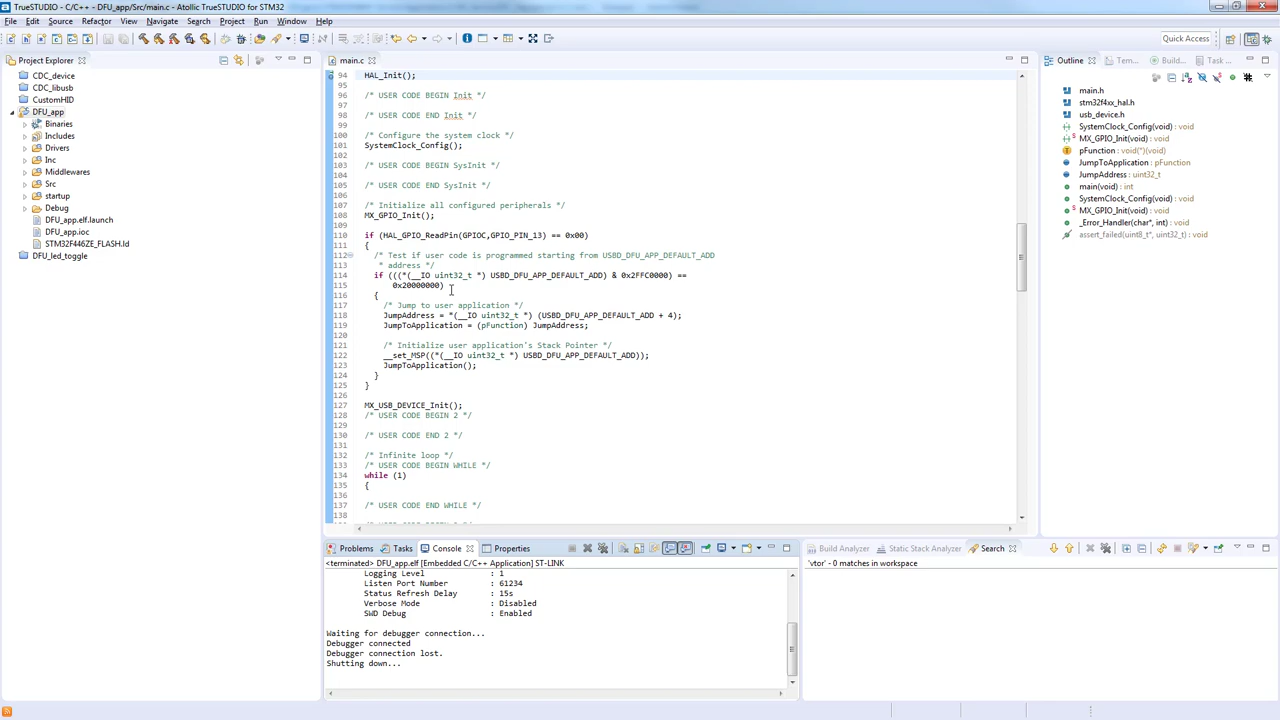 TrueSTUDIO - C/C++ - DFU_app/Src/main.c - Atollic TrueSTUDIO for STM32
File Edit Source Refactor View Navigate Search Project Run Window Help
Quick Access
Project Explorer
CDC_device
CDC_libusb
CustomHID
DFU_app
Binaries
Includes
Drivers
Inc
Middlewares
Src
startup
Debug
DFU_app.elf.launch
DFU_app.ioc
STM32F446ZE_FLASH.ld
DFU_led_toggle
main.c
94 HAL_Init();
95
96 /* USER CODE BEGIN Init */
97
98 /* USER CODE END Init */
99
100 /* Configure the system clock */
101 SystemClock_Config();
102
103 /* USER CODE BEGIN SysInit */
104
105 /* USER CODE END SysInit */
106
107 /* Initialize all configured peripherals */
108 MX_GPIO_Init();
109
110 if (HAL_GPIO_ReadPin(GPIOC,GPIO_PIN_13) == 0x00)
111 {
112 /* Test if user code is programmed starting from USBD_DFU_APP_DEFAULT_ADD
113 * address */
114 if (((*(__IO uint32_t *) USBD_DFU_APP_DEFAULT_ADD) & 0x2FFC0000) ==
115 0x20000000)
116 {
117 /* Jump to user application */
118 JumpAddress = *(__IO uint32_t *) (USBD_DFU_APP_DEFAULT_ADD + 4);
119 JumpToApplication = (pFunction) JumpAddress;
120
121 /* Initialize user application's Stack Pointer */
122 __set_MSP((*(__IO uint32_t *) USBD_DFU_APP_DEFAULT_ADD));
123 JumpToApplication();
124 }
125 }
126
127 MX_USB_DEVICE_Init();
128 /* USER CODE BEGIN 2 */
129
130 /* USER CODE END 2 */
131
132 /* Infinite loop */
133 /* USER CODE BEGIN WHILE */
134 while (1)
135 {
136
137 /* USER CODE END WHILE */
138
Outline Tem... Build... Task ...
main.h
stm32f4xx_hal.h
usb_device.h
SystemClock_Config(void) : void
MX_GPIO_Init(void) : void
pFunction : void(*)(void)
JumpToApplication : pFunction
JumpAddress : uint32_t
main(void) : int
SystemClock_Config(void) : void
MX_GPIO_Init(void) : void
_Error_Handler(char*, int) : void
assert_failed(uint8_t*, uint32_t) : void
Problems Tasks Console Properties
<terminated> DFU_app.elf [Embedded C/C++ Application] ST-LINK
Logging Level : 1
Listen Port Number : 61234
Status Refresh Delay : 15s
Verbose Mode : Disabled
SWD Debug : Enabled
Waiting for debugger connection...
Debugger connected
Debugger connection lost.
Shutting down...
Build Analyzer Static Stack Analyzer Search
'vtor' - 0 matches in workspace